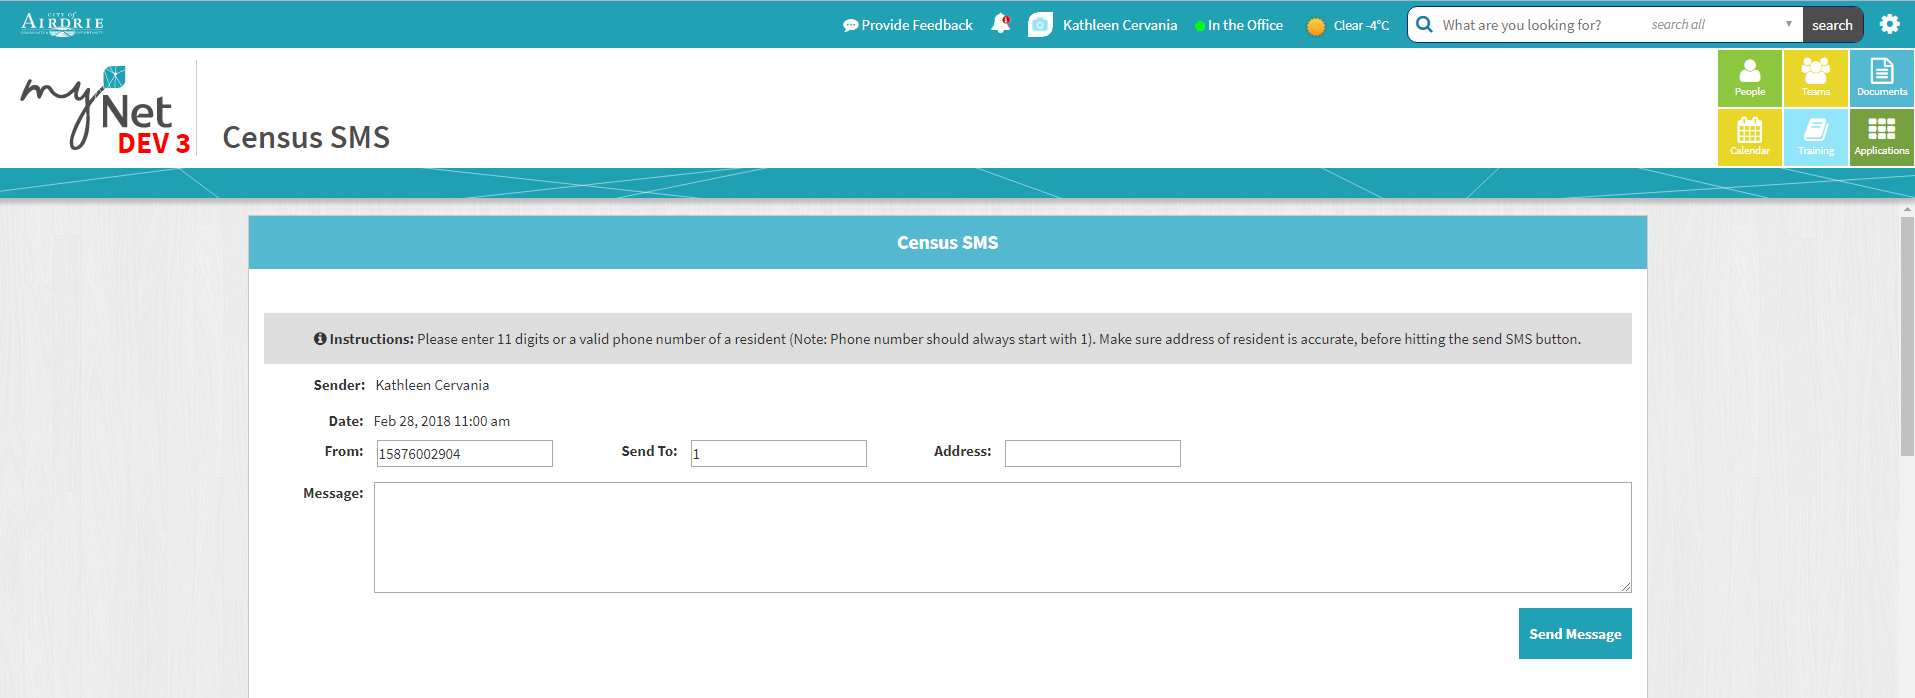 CITY OF
AIRDRIE
Provide Feedback
Kathleen Cervania
In the Office
Clear -4°C
What are you looking for?
search all
search
myNet
DEV 3
Census SMS
People
Teams
Documents
Calendar
Training
Applications
Census SMS
Instructions: Please enter 11 digits or a valid phone number of a resident (Note: Phone number should always start with 1). Make sure address of resident is accurate, before hitting the send SMS button.
Sender: Kathleen Cervania
Date: Feb 28, 2018 11:00 am
From: 15876002904 Send To: 1 Address:
Message:
Send Message